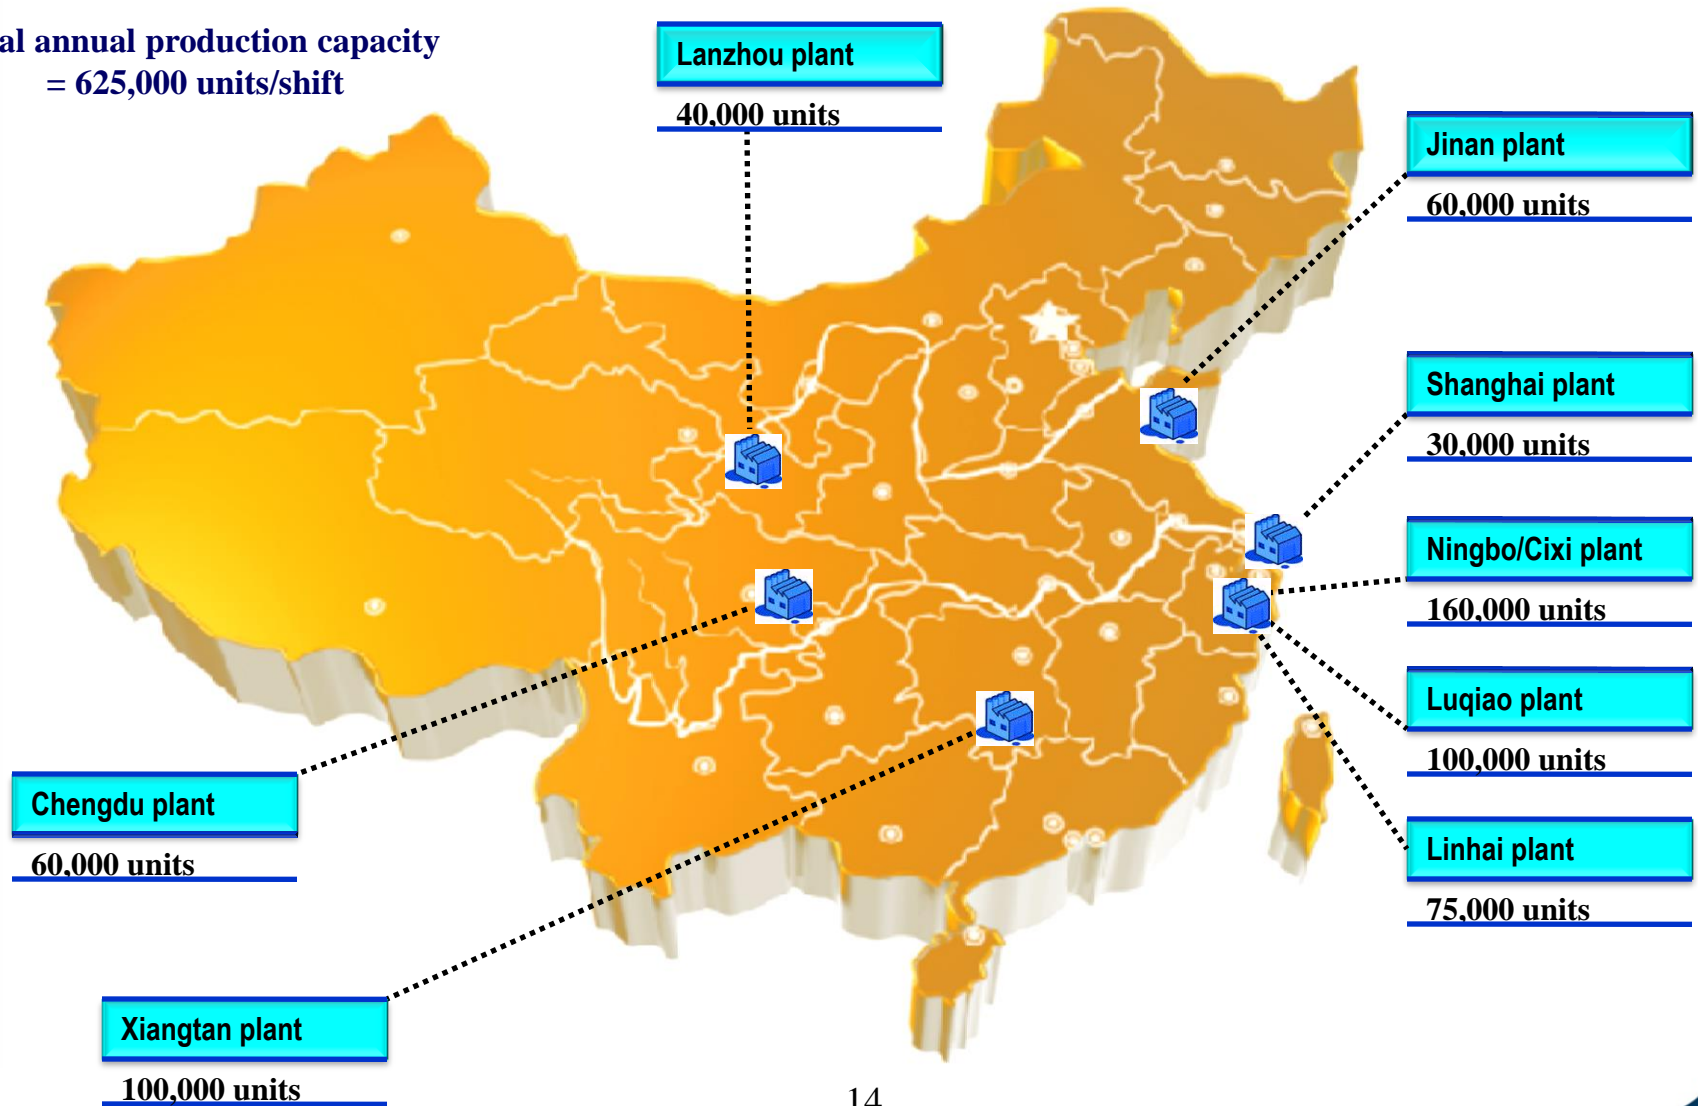 al annual production capacity
= 625,000 units/shift
Lanzhou plant
40,000 units
Jinan plant
60,000 units
Shanghai plant
30,000 units
Ningbo/Cixi plant
160,000 units
Luqiao plant
100,000 units
Linhai plant
75,000 units
Chengdu plant
60,000 units
Xiangtan plant
100,000 units
14